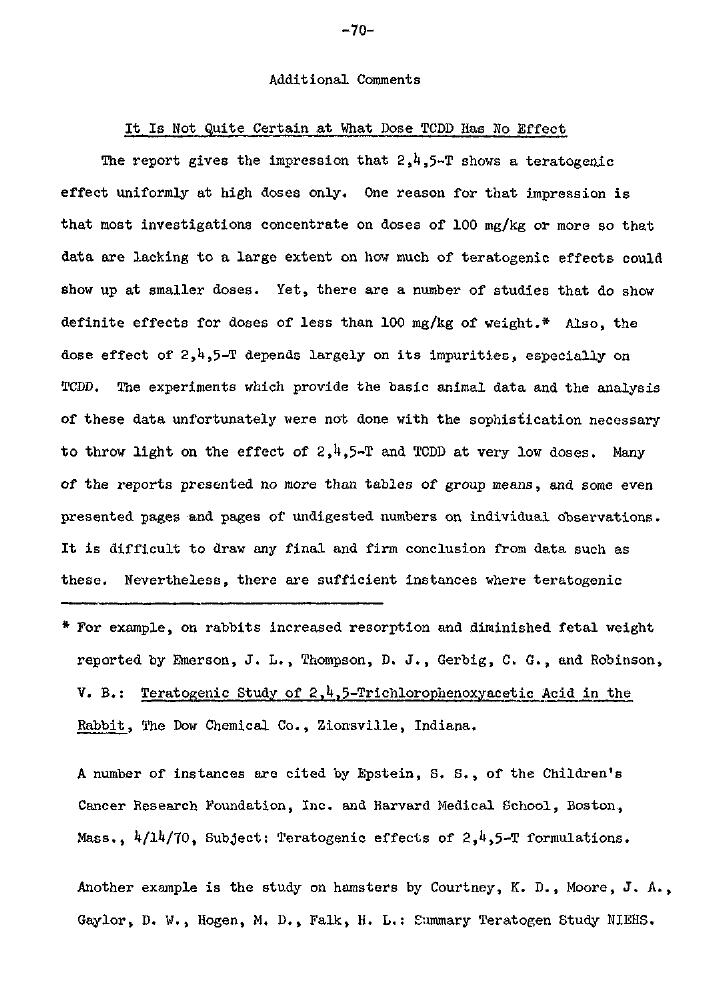 -70-
Additional Comments
It Is Not Quite Certain at What Dose TCDD Has No Effect
The report gives the impression that 2,4,5-T shows a teratogenic
effect uniformly at high doses only. One reason for that impression is
that most investigations concentrate on doses of 100 mg/kg or more so that
data are lacking to a large extent on how much of teratogenic effects could
show up at smaller doses. Yet, there are a number of studies that do show
definite effects for doses of less than 100 mg/kg of weight.* Also, the
dose effect of 2,4,5-T depends largely on its impurities, especially on
TCDD. The experiments which provide the basic animal data and the analysis
of these data unfortunately were not done with the sophistication necessary
to throw light on the effect of 2,4,5-T and TCDD at very low doses. Many
of the reports presented no more than tables of group means, and some even
presented pages and pages of undigested numbers on individual observations.
It is difficult to draw any final and firm conclusion from data such as
these. Nevertheless, there are sufficient instances where teratogenic
* For example, on rabbits increased resorption and diminished fetal weight
reported by Emerson, J. L., Thompson, D. J., Gerbig, C. G., and Robinson,
V. B.: Teratogenic Study of 2,4,5-Trichlorophenoxyacetic Acid in the
Rabbit, The Dow Chemical Co., Zionsville, Indiana.
A number of instances are cited by Epstein, S. S., of the Children's
Cancer Research Foundation, Inc. and Harvard Medical School, Boston,
Mass., 4/14/70, Subject: Teratogenic effects of 2,4,5-T formulations.
Another example is the study on hamsters by Courtney, K. D., Moore, J. A.,
Gaylor, D. W., Hogen, M. D., Falk, H. L.: Summary Teratogen Study NIEHS.